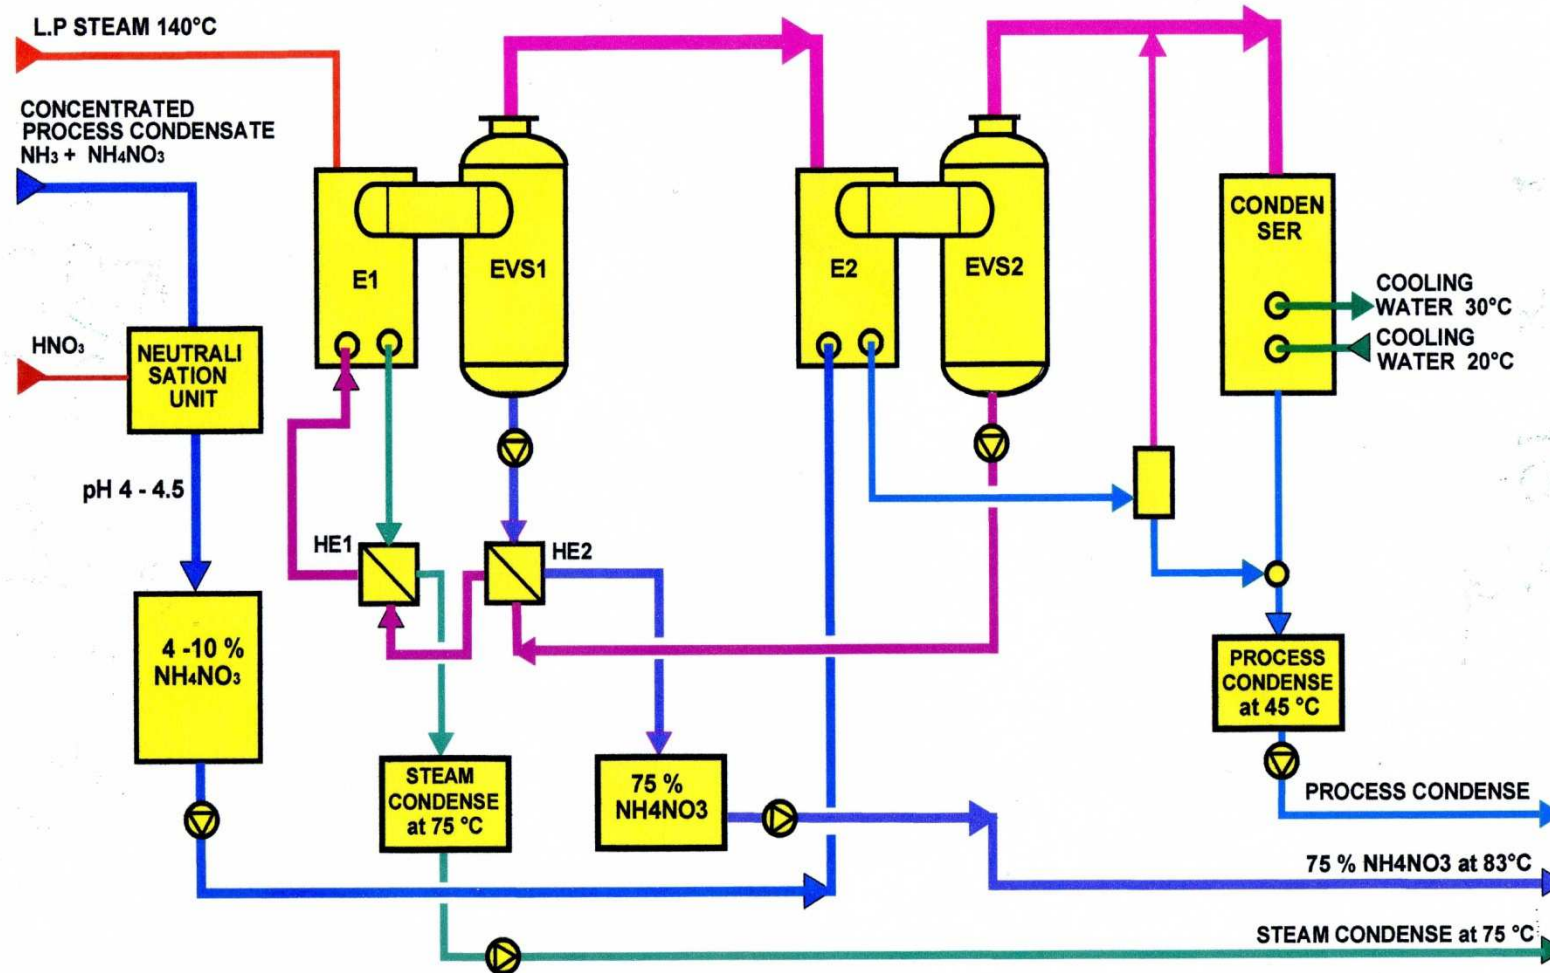 L.P STEAM 140°C
CONCENTRATED
PROCESS CONDENSATE
NH₃ + NH₄NO₃
HNO₃
NEUTRALI
SATION
UNIT
pH 4 - 4.5
4 -10 %
NH₄NO₃
E1
EVS1
HE1
HE2
STEAM
CONDENSE
at 75 °C
75 %
NH4NO3
E2
EVS2
CONDEN
SER
COOLING
WATER 30°C
COOLING
WATER 20°C
PROCESS
CONDENSE
at 45 °C
PROCESS CONDENSE
75 % NH4NO3 at 83°C
STEAM CONDENSE at 75 °C